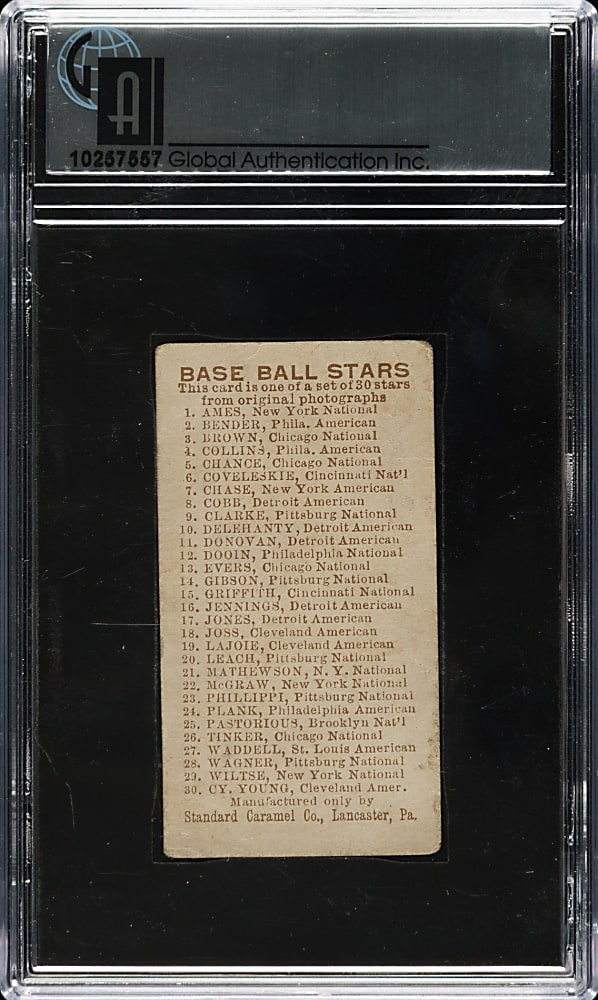 GA
10257557 Global Authentication Inc.
BASE BALL STARS
This card is one of a set of 30 stars
from original photographs
1. AMES, New York National
2. BENDER, Phila. American
3. BROWN, Chicago National
4. COLLINS, Phila. American
5. CHANCE, Chicago National
6. COVELESKIE, Cincinnati Nat'l
7. CHASE, New York American
8. COBB, Detroit American
9. CLARKE, Pittsburg National
10. DELEHANTY, Detroit American
11. DONOVAN, Detroit American
12. DOOIN, Philadelphia National
13. EVERS, Chicago National
14. GIBSON, Pittsburg National
15. GRIFFITH, Cincinnati National
16. JENNINGS, Detroit American
17. JONES, Detroit American
18. JOSS, Cleveland American
19. LAJOIE, Cleveland American
20. LEACH, Pittsburg National
21. MATHEWSON, N. Y. National
22. McGRAW, New York National
23. PHILLIPPI, Pittsburg National
24. PLANK, Philadelphia American
25. PASTORIOUS, Brooklyn Nat'l
26. TINKER, Chicago National
27. WADDELL, St. Louis American
28. WAGNER, Pittsburg National
29. WILTSE, New York National
30. CY. YOUNG, Cleveland Amer.
Manufactured only by
Standard Caramel Co., Lancaster, Pa.